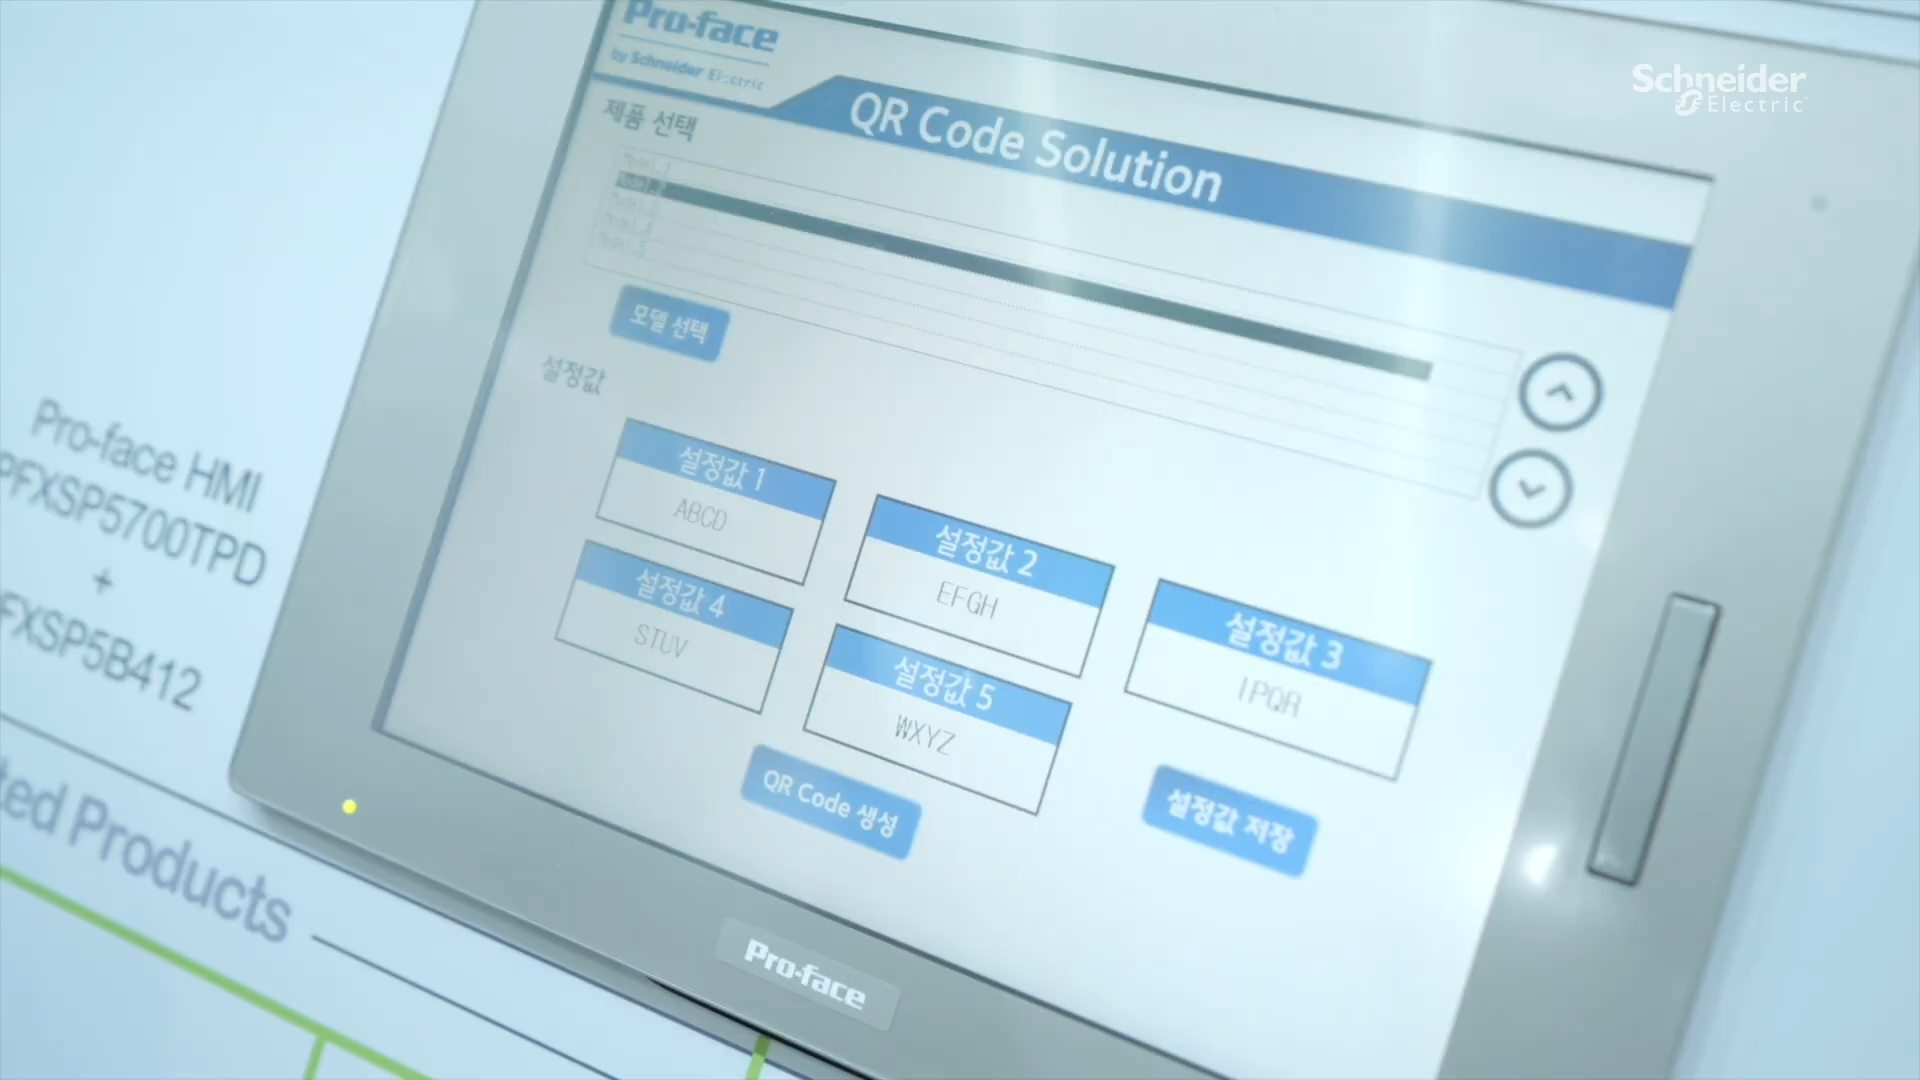 Pro-face
by Schneider Electric
Schneider
Electric
QR Code Solution
제품 선택
모델 선택
설정값
설정값 1
ABCD
설정값 2
EFGH
설정값 3
IPQR
설정값 4
STUV
설정값 5
WXYZ
QR Code 생성
설정값 저장
Pro-face
Pro-face HMI
PFXSP5700TPD
+
FXSP5B412
ted Products